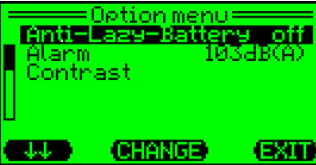 Option menu
Anti-Lazy-Battery off
Alarm 103dB(A)
Contrast
↓↓ CHANGE EXIT